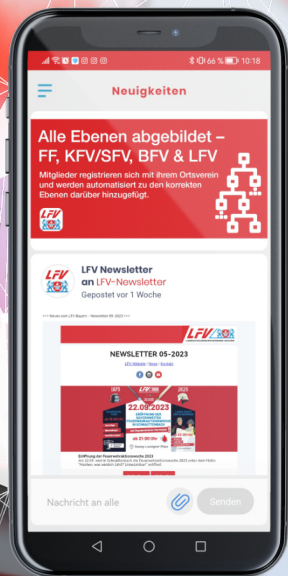 66 % 10:18
Neuigkeiten
Alle Ebenen abgebildet –
FF, KFV/SFV, BFV & LFV
Mitglieder registrieren sich mit ihrem Ortsverein
und werden automatisiert zu den korrekten
Ebenen darüber hinzugefügt.
LFV
LFV
LFV Newsletter
an LFV-Newsletter
Gepostet vor 1 Woche
LFV
NEWSLETTER 05-2023
22.09.2023
Eröffnung der Feuerwehraktionswoche 2023
Nachricht an alle
Senden